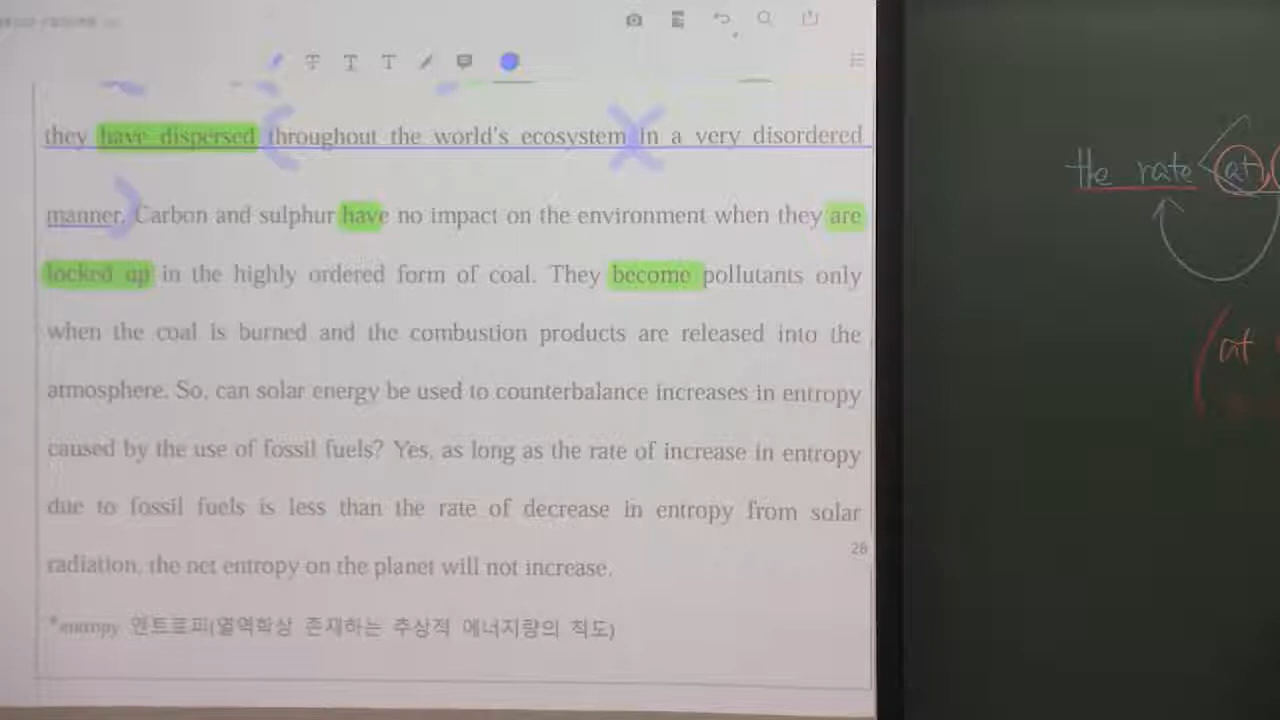 they have dispersed throughout the world's ecosystem in a very disordered
manner. Carbon and sulphur have no impact on the environment when they are
locked up in the highly ordered form of coal. They become pollutants only
when the coal is burned and the combustion products are released into the
atmosphere. So, can solar energy be used to counterbalance increases in entropy
caused by the use of fossil fuels? Yes, as long as the rate of increase in entropy
due to fossil fuels is less than the rate of decrease in entropy from solar
28
radiation, the net entropy on the planet will not increase.
*entropy 엔트로피(열역학상 존재하는 추상적 에너지량의 척도)
the rate at,
(at